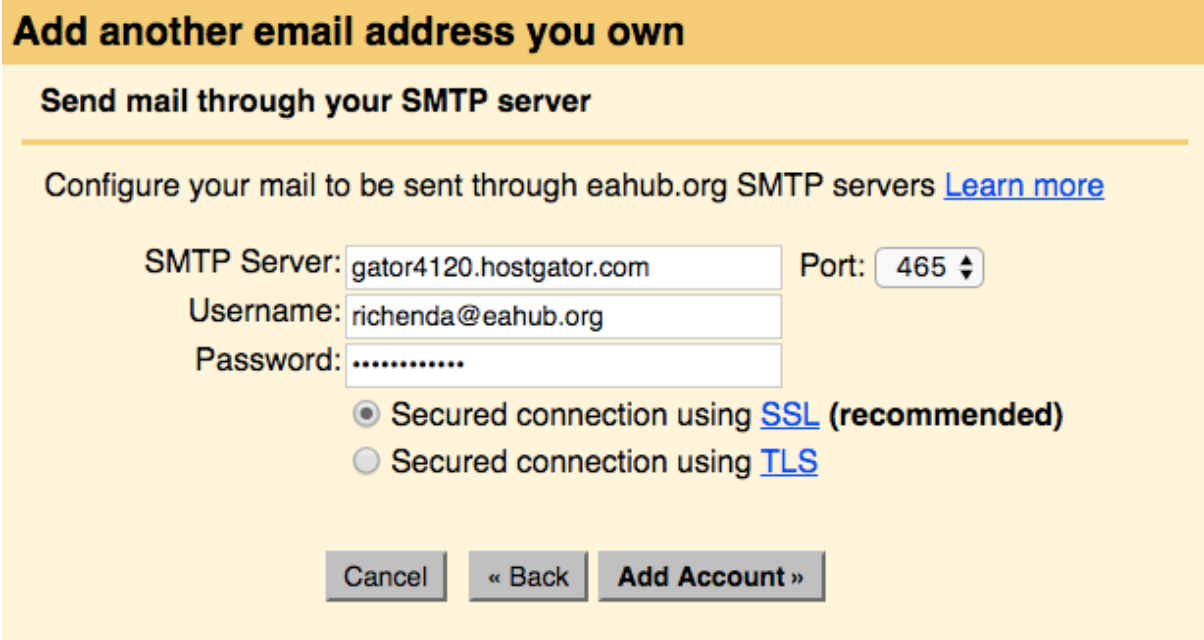 Add another email address you own
Send mail through your SMTP server
Configure your mail to be sent through eahub.org SMTP servers Learn more
SMTP Server: gator4120.hostgator.com Port: 465
Username: richenda@eahub.org
Password: ••••••••••••
Secured connection using SSL (recommended)
Secured connection using TLS
Cancel « Back Add Account »